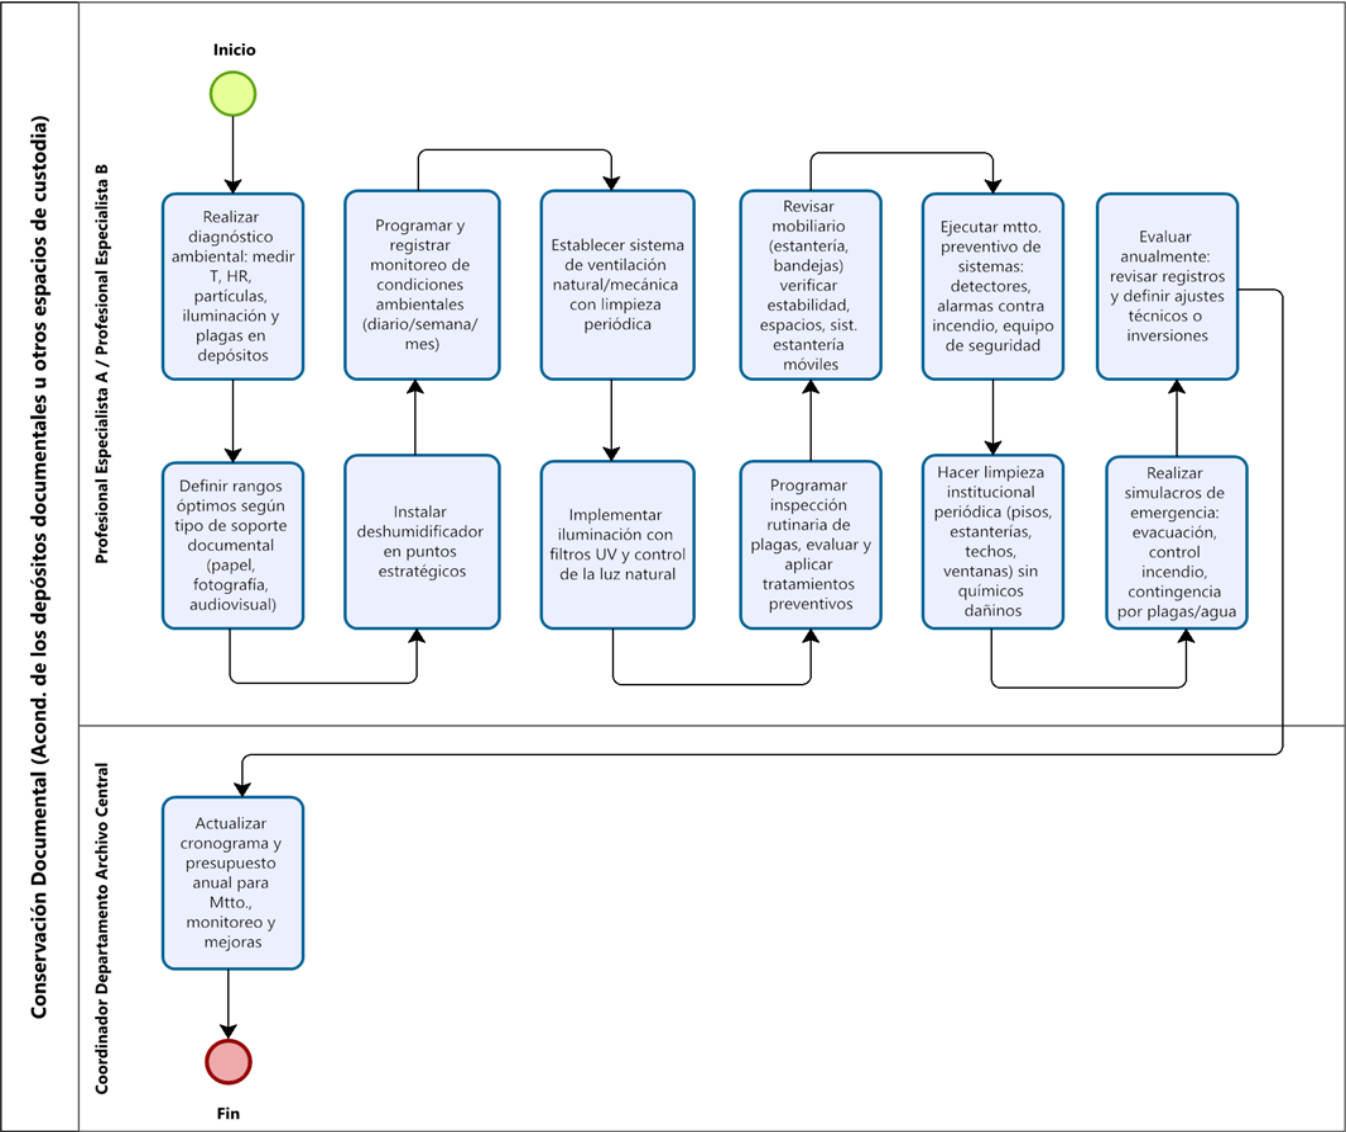 Conservación Documental (Acond. de los depósitos documentales u otros espacios de custodia)
Profesional Especialista A / Profesional Especialista B
Inicio
Realizar
diagnóstico
ambiental: medir
T, HR,
partículas,
iluminación y
plagas en
depósitos
Definir rangos
óptimos según
tipo de soporte
documental
(papel,
fotografía,
audiovisual)
Instalar
deshumidificador
en puntos
estratégicos
Programar y
registrar
monitoreo de
condiciones
ambientales
(diario/semana/
mes)
Establecer sistema
de ventilación
natural/mecánica
con limpieza
periódica
Implementar
iluminación con
filtros UV y control
de la luz natural
Programar
inspección
rutinaria de
plagas, evaluar y
aplicar
tratamientos
preventivos
Revisar
mobiliario
(estantería,
bandejas)
verificar
estabilidad,
espacios, sist.
estantería
móviles
Ejecutar mtto.
preventivo de
sistemas:
detectores,
alarmas contra
incendio, equipo
de seguridad
Hacer limpieza
institucional
periódica (pisos,
estanterías,
techos,
ventanas) sin
químicos
dañinos
Realizar
simulacros de
emergencia:
evacuación,
control
incendio,
contingencia
por plagas/agua
Evaluar
anualmente:
revisar registros
y definir ajustes
técnicos o
inversiones
Coordinador Departamento Archivo Central
Actualizar
cronograma y
presupuesto
anual para
Mtto.,
monitoreo y
mejoras
Fin